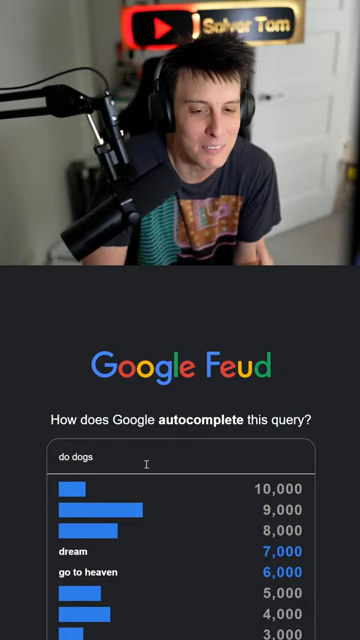 Salver Tom
Google Feud
How does Google autocomplete this query?
do dogs
10,000
9,000
8,000
dream 7,000
go to heaven 6,000
5,000
4,000
3,000